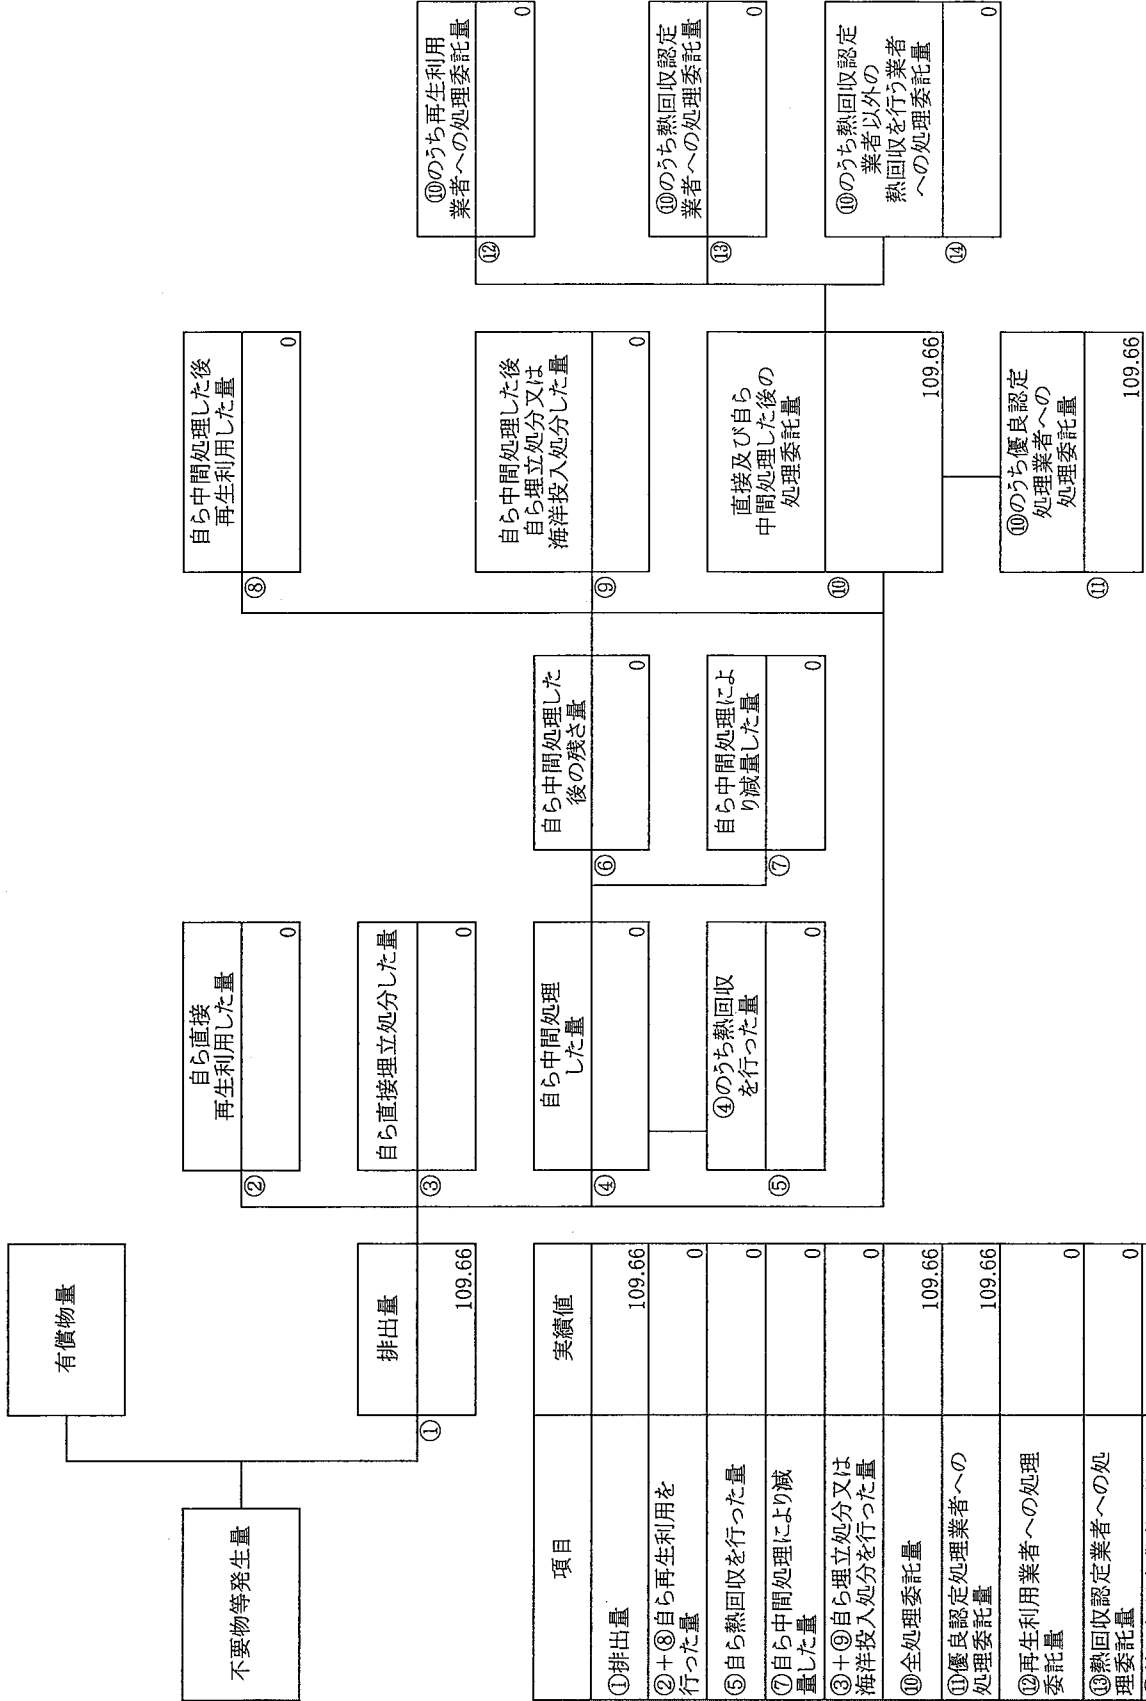 不要物等発生量
有償物量
排出量
①
109.66
自ら直接
再生利用した量
②
0
自ら直接埋立処分した量
③
0
自ら中間処理
した量
④
0
④のうち熱回収
を行った量
⑤
0
自ら中間処理した
後の残さ量
⑥
0
自ら中間処理によ
り減量した量
⑦
0
自ら中間処理した後
再生利用した量
⑧
0
自ら中間処理した後
自ら埋立処分又は
海洋投入処分した量
⑨
0
直接及び自ら
中間処理した後の
処理委託量
⑩
109.66
⑩のうち優良認定
処理業者への
処理委託量
⑪
109.66
⑩のうち再生利用
業者への処理委託量
⑫
0
⑩のうち熱回収認定
業者への処理委託量
⑬
0
⑩のうち熱回収認定
業者以外の
熱回収を行う業者
への処理委託量
⑭
0
項目 実績値
①排出量 109.66
②+⑧自ら再生利用を
行った量 0
⑤自ら熱回収を行った量 0
⑦自ら中間処理により減
量した量 0
③+⑨自ら埋立処分又は
海洋投入処分を行った量 0
⑩全処理委託量 109.66
⑪優良認定処理業者への
処理委託量 109.66
⑫再生利用業者への処理
委託量 0
⑬熱回収認定業者への処
理委託量 0